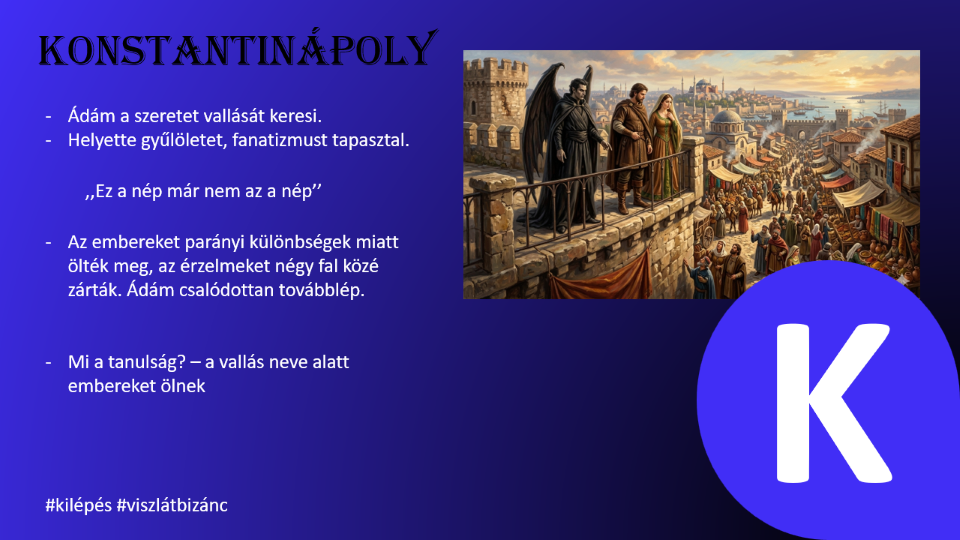 KONSTANTINÁPOLY
- Ádám a szeretet vallását keresi.
- Helyette gyűlöletet, fanatizmust tapasztal.
,,Ez a nép már nem az a nép’’
- Az embereket parányi különbségek miatt
ölték meg, az érzelmeket négy fal közé
zárták. Ádám csalódottan továbblép.
- Mi a tanulság? – a vallás neve alatt
embereket ölnek
K
#kilépés #viszlátbizánc